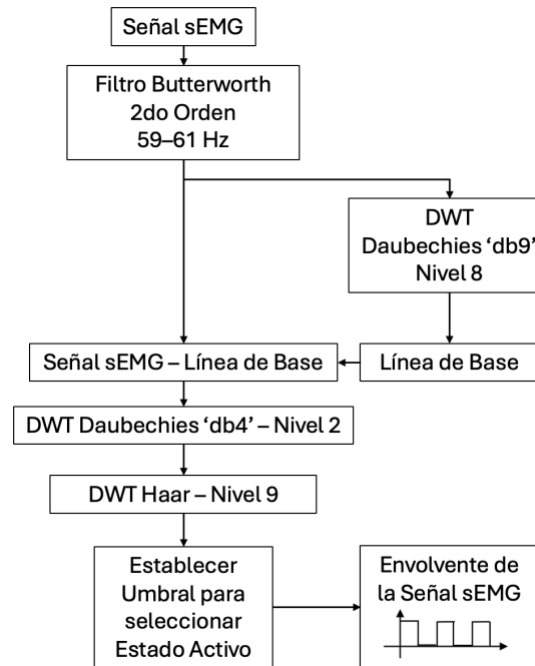 Señal sEMG
Filtro Butterworth
2do Orden
59–61 Hz
DWT
Daubechies ‘db9’
Nivel 8
Señal sEMG – Línea de Base
Línea de Base
DWT Daubechies ‘db4’ – Nivel 2
DWT Haar – Nivel 9
Establecer
Umbral para
seleccionar
Estado Activo
Envolvente de
la Señal sEMG